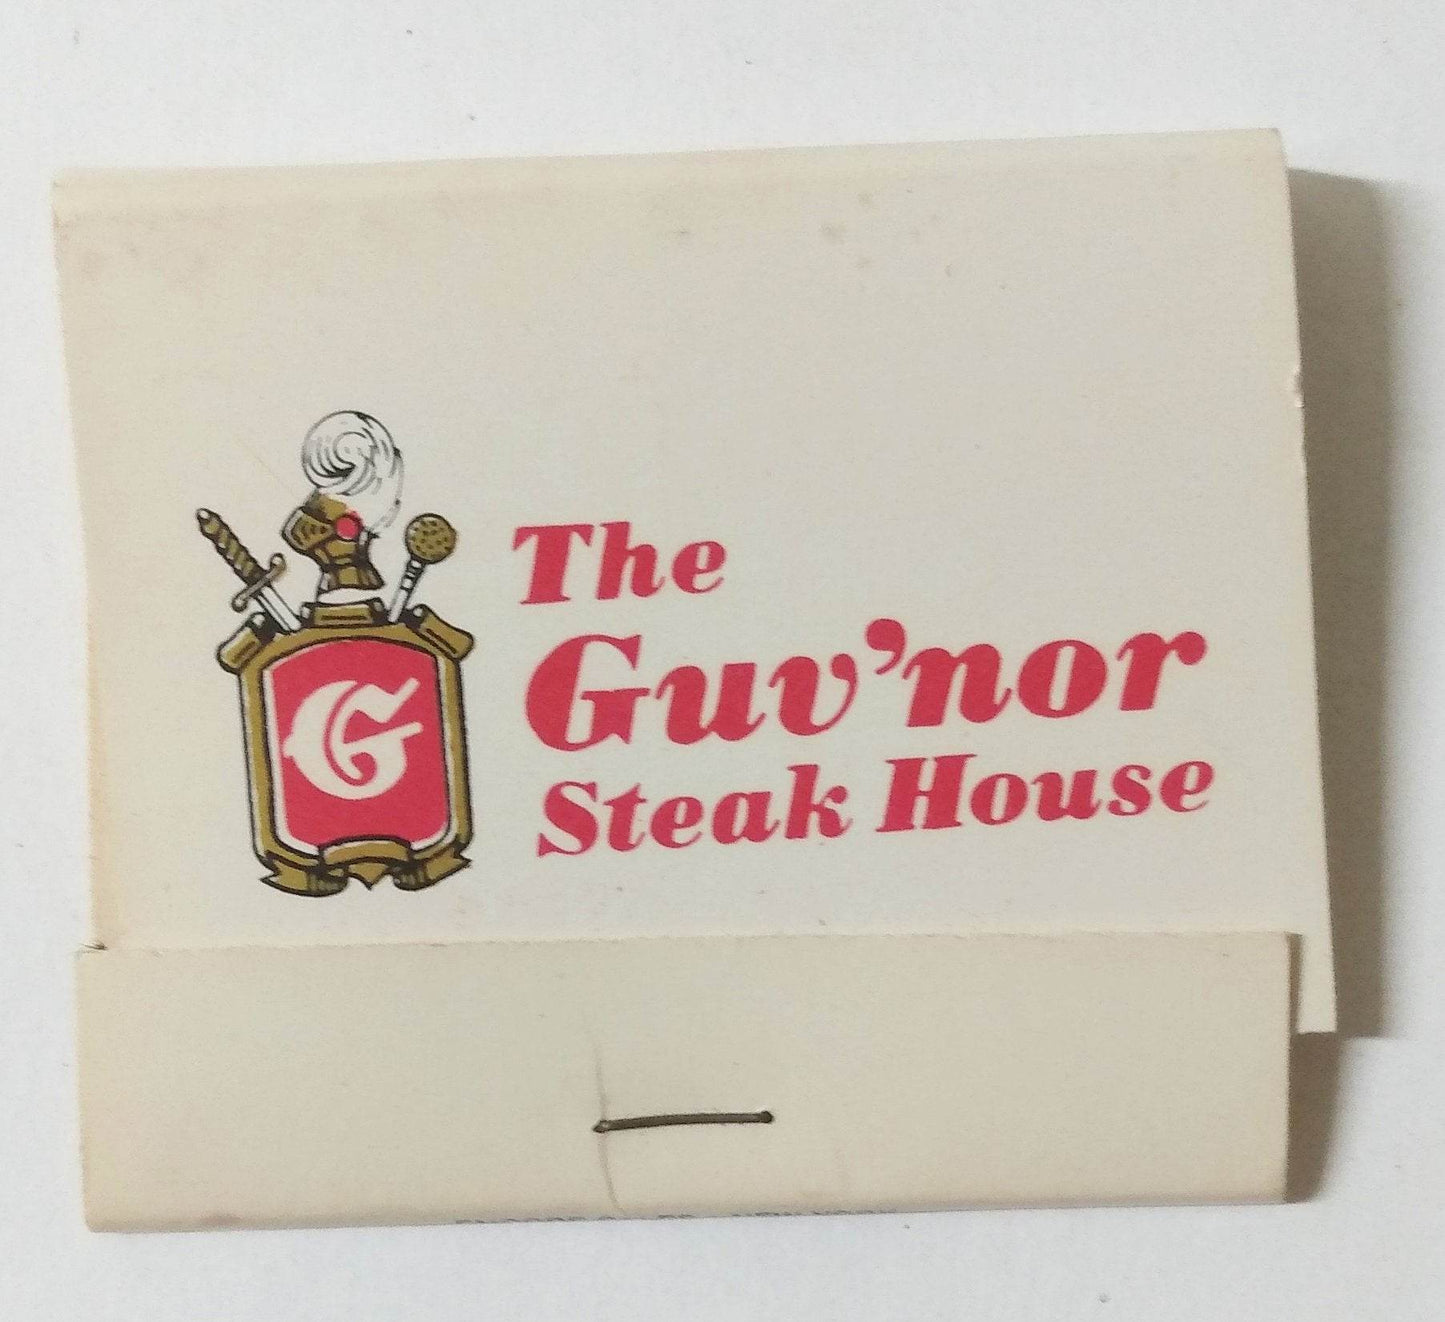 G
The
Guv'nor
Steak House